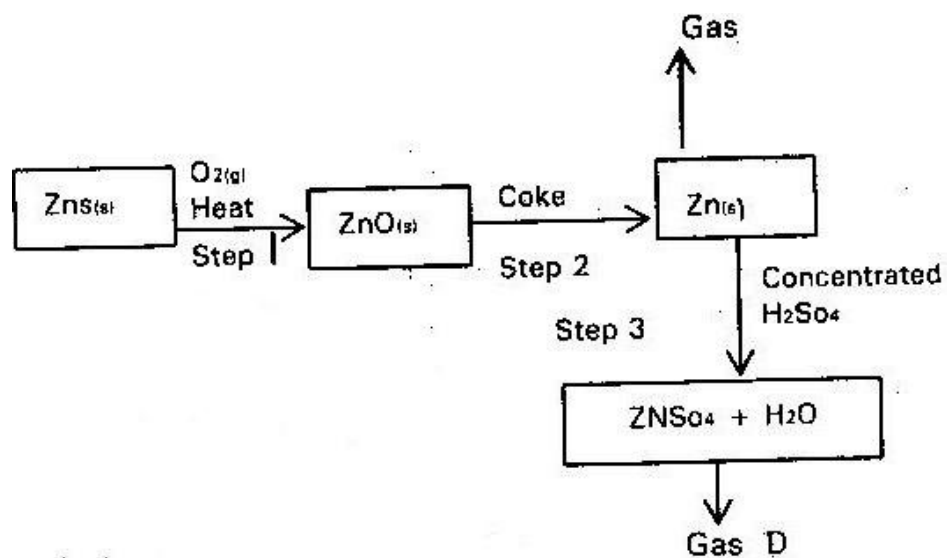 Gas
Zns(s)
O2(g)
Heat
Step 1
ZnO(s)
Coke
Step 2
Zn(s)
Concentrated
H2So4
Step 3
ZNSo4 + H2O
Gas D